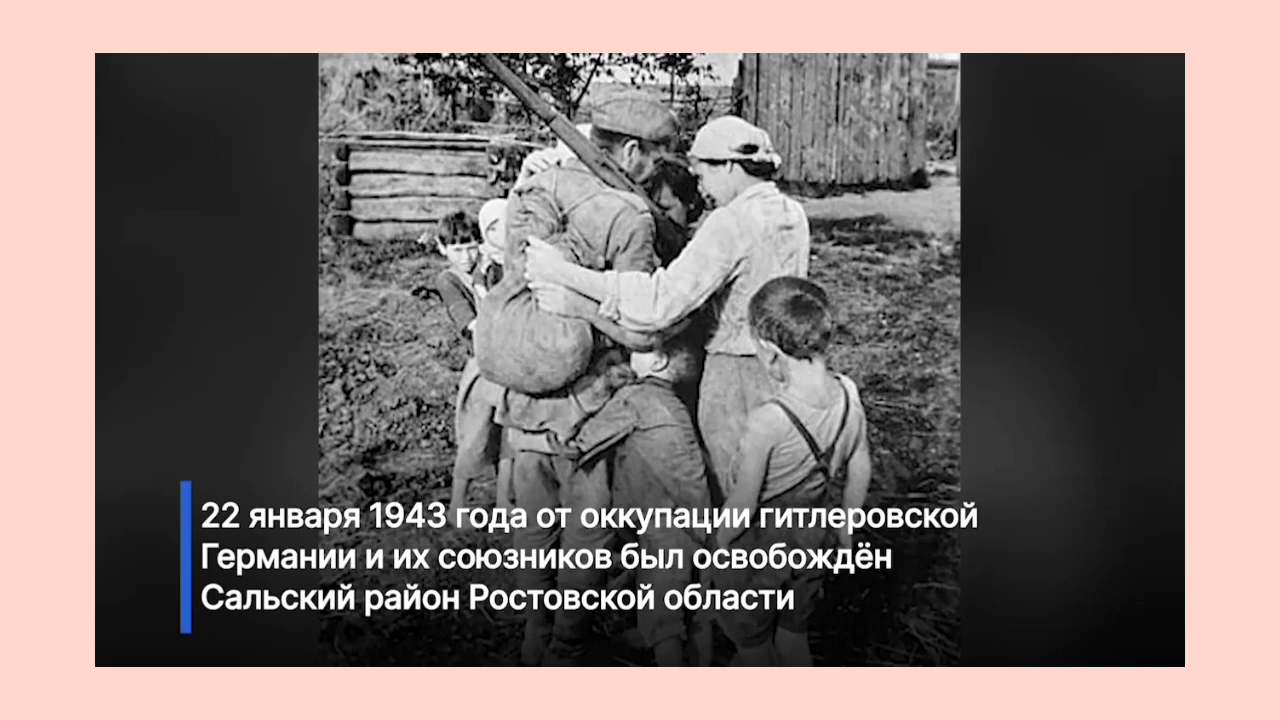 22 января 1943 года от оккупации гитлеровской
Германии и их союзников был освобождён
Сальский район Ростовской области